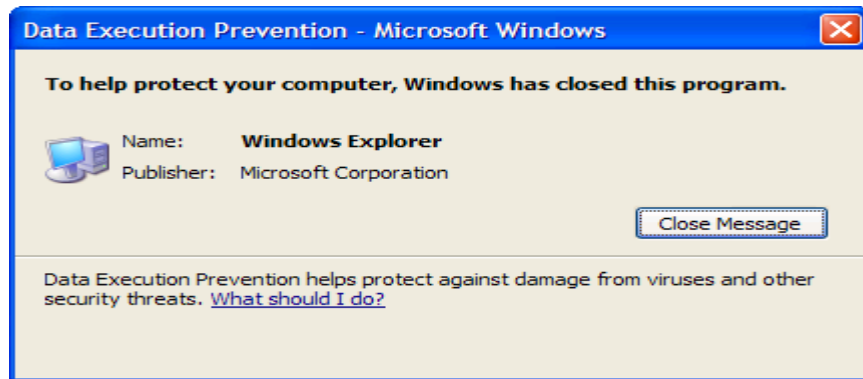 Data Execution Prevention - Microsoft Windows
To help protect your computer, Windows has closed this program.
Name: Windows Explorer
Publisher: Microsoft Corporation
Close Message
Data Execution Prevention helps protect against damage from viruses and other
security threats. What should I do?